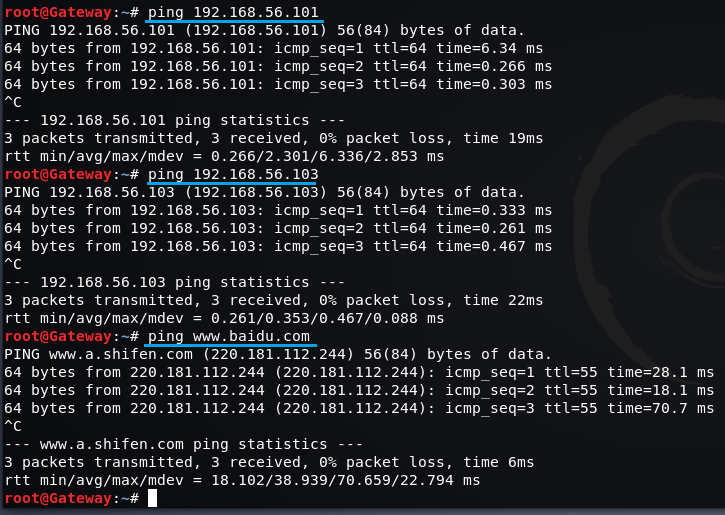 root@Gateway:~# ping 192.168.56.101
PING 192.168.56.101 (192.168.56.101) 56(84) bytes of data.
64 bytes from 192.168.56.101: icmp_seq=1 ttl=64 time=6.34 ms
64 bytes from 192.168.56.101: icmp_seq=2 ttl=64 time=0.266 ms
64 bytes from 192.168.56.101: icmp_seq=3 ttl=64 time=0.303 ms
^C
--- 192.168.56.101 ping statistics ---
3 packets transmitted, 3 received, 0% packet loss, time 19ms
rtt min/avg/max/mdev = 0.266/2.301/6.336/2.853 ms
root@Gateway:~# ping 192.168.56.103
PING 192.168.56.103 (192.168.56.103) 56(84) bytes of data.
64 bytes from 192.168.56.103: icmp_seq=1 ttl=64 time=0.333 ms
64 bytes from 192.168.56.103: icmp_seq=2 ttl=64 time=0.261 ms
64 bytes from 192.168.56.103: icmp_seq=3 ttl=64 time=0.467 ms
^C
--- 192.168.56.103 ping statistics ---
3 packets transmitted, 3 received, 0% packet loss, time 22ms
rtt min/avg/max/mdev = 0.261/0.353/0.467/0.088 ms
root@Gateway:~# ping www.baidu.com
PING www.a.shifen.com (220.181.112.244) 56(84) bytes of data.
64 bytes from 220.181.112.244 (220.181.112.244): icmp_seq=1 ttl=55 time=28.1 ms
64 bytes from 220.181.112.244 (220.181.112.244): icmp_seq=2 ttl=55 time=18.1 ms
64 bytes from 220.181.112.244 (220.181.112.244): icmp_seq=3 ttl=55 time=70.7 ms
^C
--- www.a.shifen.com ping statistics ---
3 packets transmitted, 3 received, 0% packet loss, time 6ms
rtt min/avg/max/mdev = 18.102/38.939/70.659/22.794 ms
root@Gateway:~#